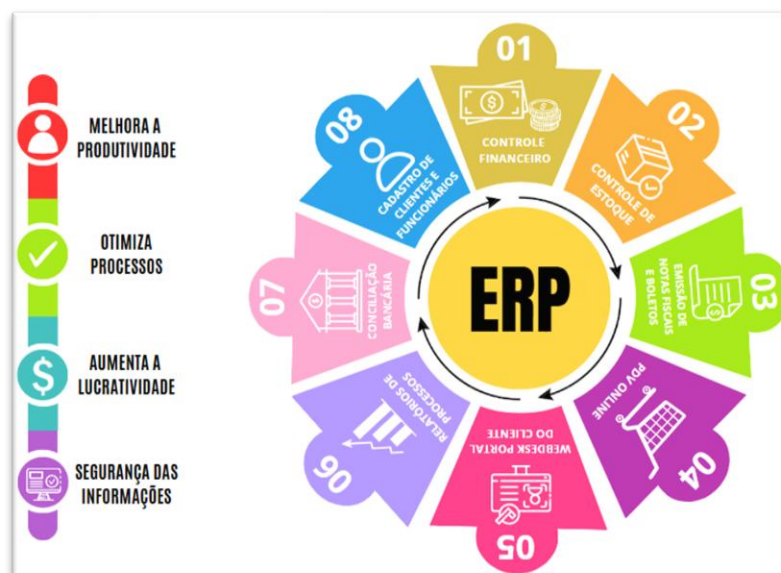 MELHORA A
PRODUTIVIDADE
OTIMIZA
PROCESSOS
AUMENTA A
LUCRATIVIDADE
SEGURANÇA DAS
INFORMAÇÕES
ERP
01
CONTROLE
FINANCEIRO
02
CONTROLE DE
ESTOQUE
03
EMISSÃO DE
NOTAS FISCAIS
E BOLETOS
04
PDV ONLINE
05
WEBDESK PORTAL
DO CLIENTE
06
RELATÓRIOS DE
PROCESSOS
07
CONCILIAÇÃO
BANCÁRIA
08
CADASTRO DE
CLIENTES E
FUNCIONÁRIOS